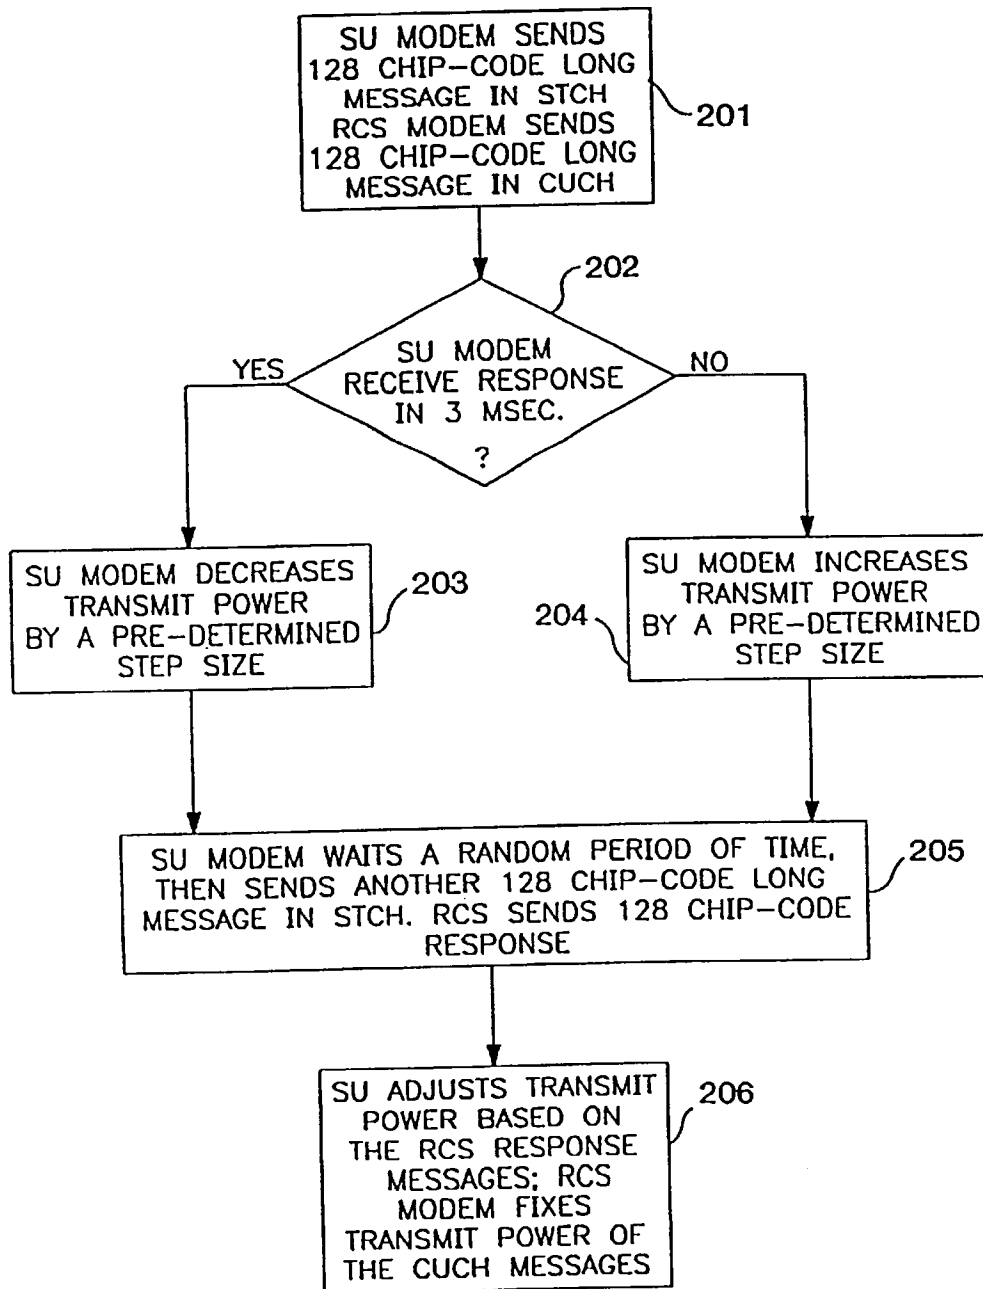 SU MODEM SENDS
128 CHIP-CODE LONG
MESSAGE IN STCH
RCS MODEM SENDS
128 CHIP-CODE LONG
MESSAGE IN CUCH
201
202
SU MODEM
RECEIVE RESPONSE
IN 3 MSEC.
?
YES
NO
SU MODEM DECREASES
TRANSMIT POWER
BY A PRE-DETERMINED
STEP SIZE
203
SU MODEM INCREASES
TRANSMIT POWER
BY A PRE-DETERMINED
STEP SIZE
204
SU MODEM WAITS A RANDOM PERIOD OF TIME,
THEN SENDS ANOTHER 128 CHIP-CODE LONG
MESSAGE IN STCH. RCS SENDS 128 CHIP-CODE
RESPONSE
205
SU ADJUSTS TRANSMIT
POWER BASED ON
THE RCS RESPONSE
MESSAGES; RCS
MODEM FIXES
TRANSMIT POWER OF
THE CUCH MESSAGES
206